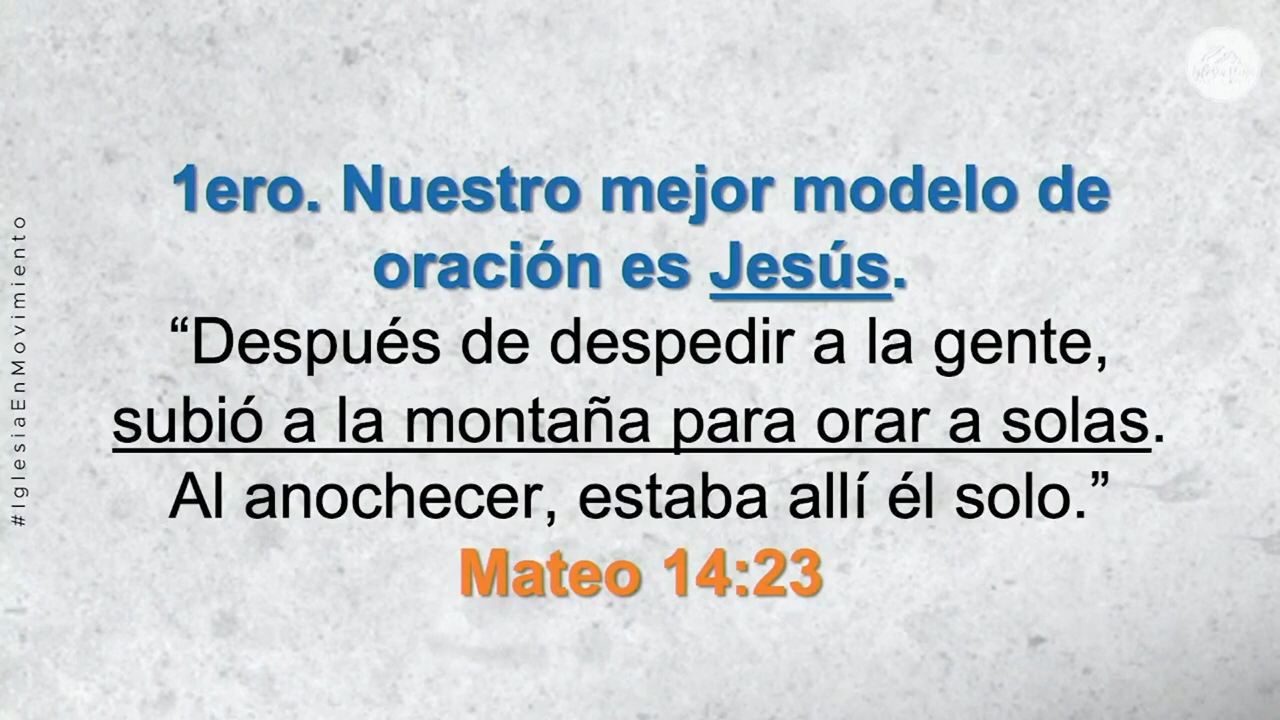 1ero. Nuestro mejor modelo de
oración es Jesús.
“Después de despedir a la gente,
subió a la montaña para orar a solas.
Al anochecer, estaba allí él solo.”
Mateo 14:23
#IglesiaEnMovimiento